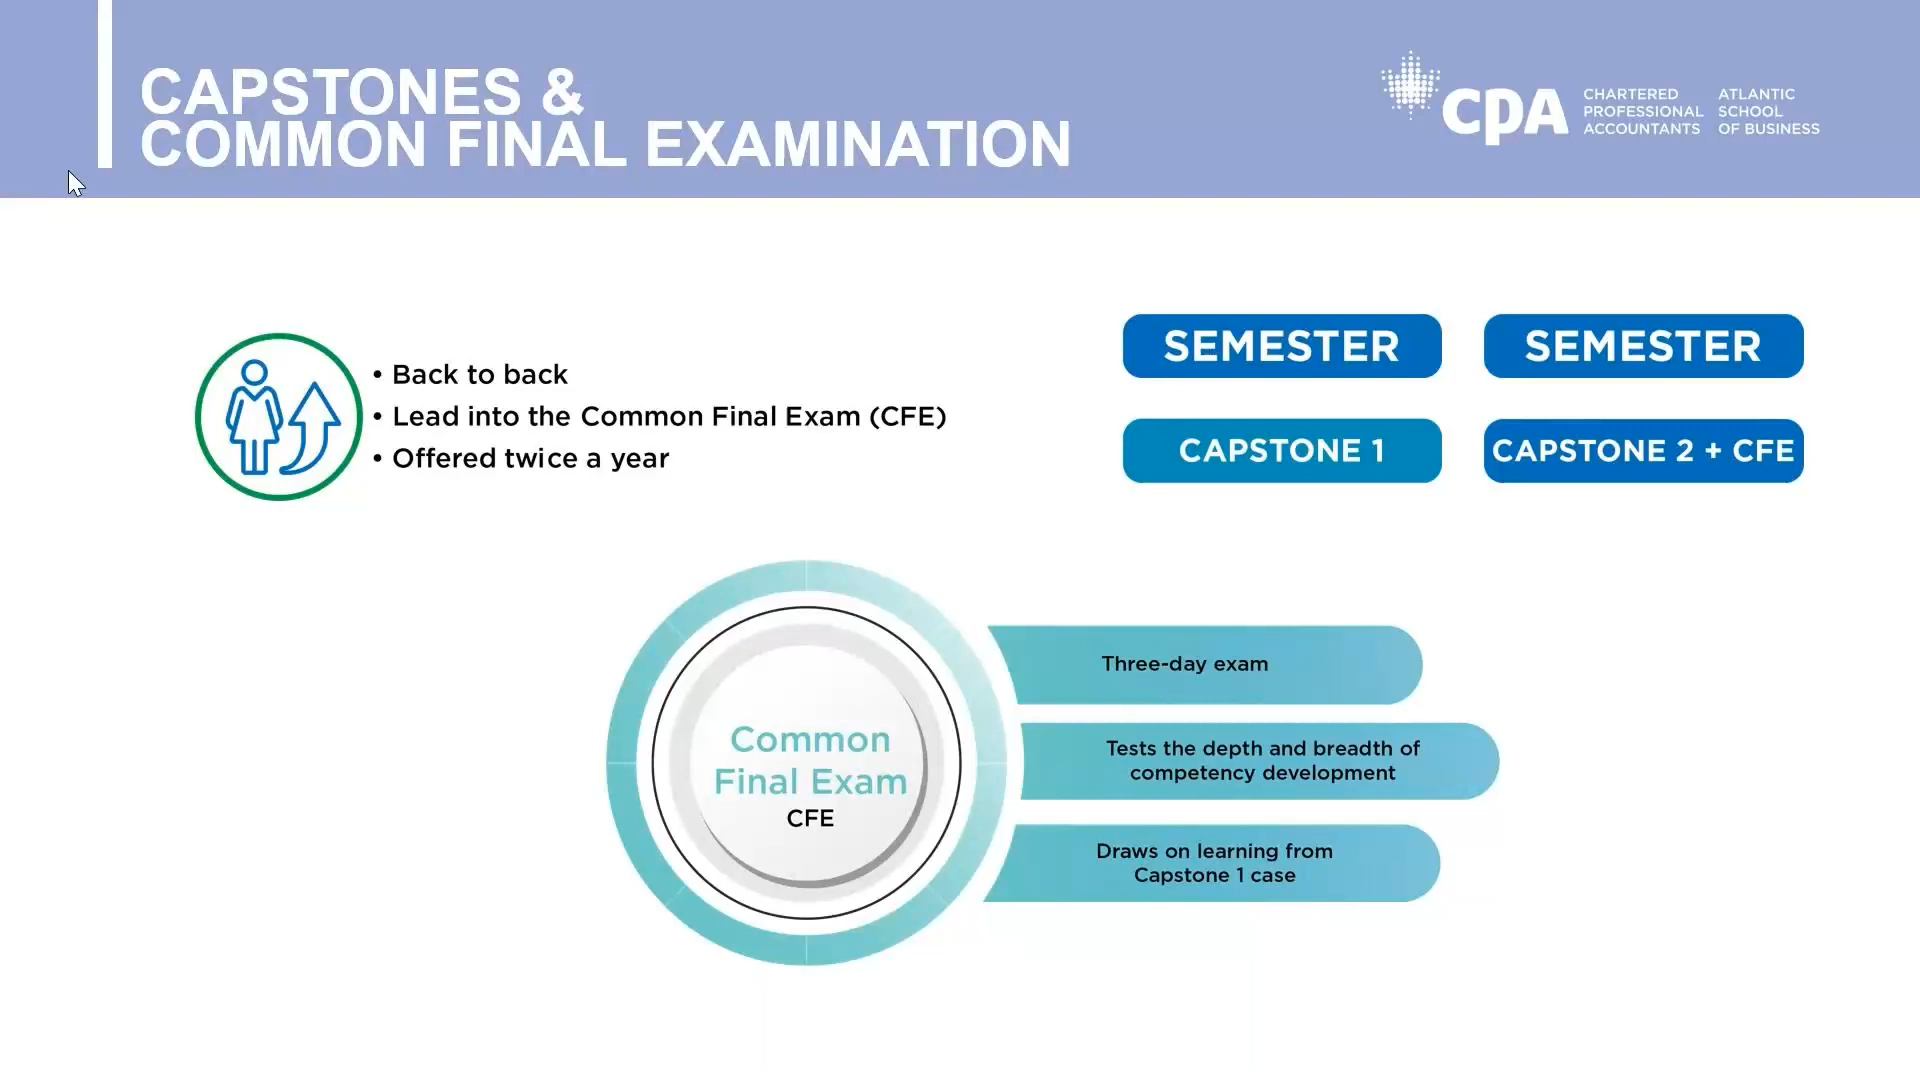 CAPSTONES &
COMMON FINAL EXAMINATION
CPA
CHARTERED
PROFESSIONAL
ACCOUNTANTS
ATLANTIC
SCHOOL
OF BUSINESS
• Back to back
• Lead into the Common Final Exam (CFE)
• Offered twice a year
SEMESTER
SEMESTER
CAPSTONE 1
CAPSTONE 2 + CFE
Common
Final Exam
CFE
Three-day exam
Tests the depth and breadth of
competency development
Draws on learning from
Capstone 1 case